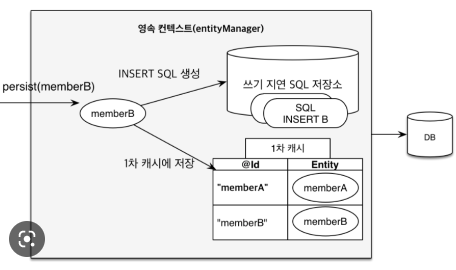 영속 컨텍스트(entityManager)
persist(memberB)
INSERT SQL 생성
쓰기 지연 SQL 저장소
memberB
SQL
INSERT B
DB
1차 캐시
1차 캐시에 저장
@Id Entity
"memberA" memberA
"memberB" memberB